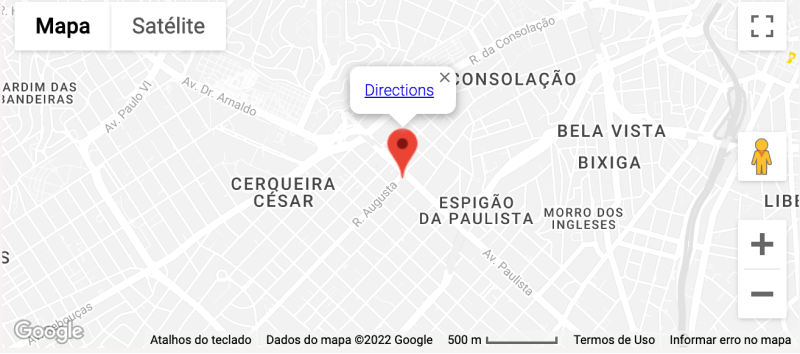 Mapa
Satélite
R. da Consolação
Directions
CONSOLAÇÃO
ARDIM DAS
BANDEIRAS
Av. Paulo VI
Av. Dr. Arnaldo
BELA VISTA
BIXIGA
CERQUEIRA
CÉSAR
R. Augusta
ESPIGÃO
DA PAULISTA
MORRO DOS
INGLESES
LIBE
S
Av. Paulista
Av. Rebouças
Google
Atalhos do teclado
Dados do mapa ©2022 Google
500 m
Termos de Uso
Informar erro no mapa